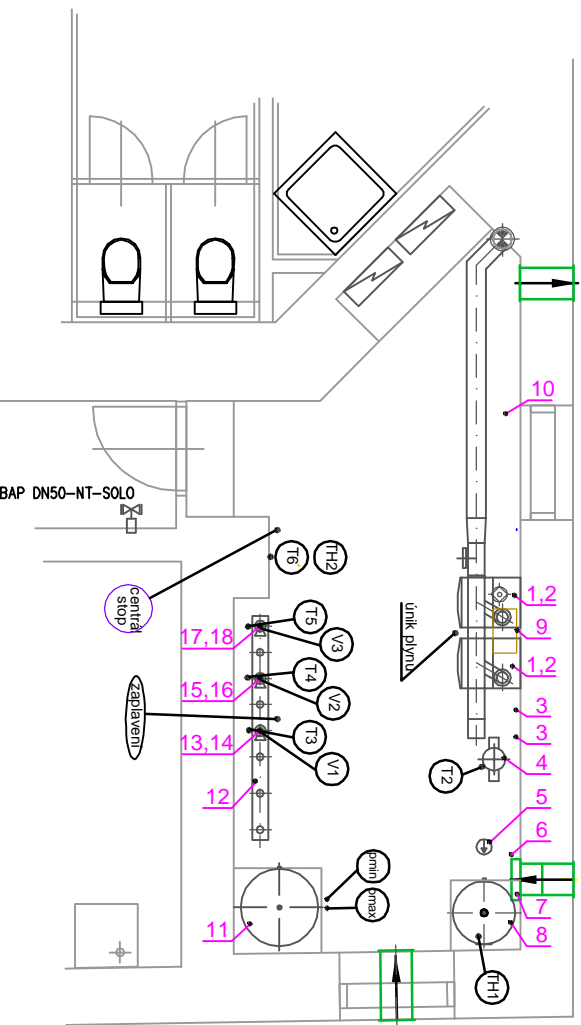 10
BAP DN50-NT-SOLO
T6
TH2
central
stop
1,2
únik plynu
9
T5
17,18
V3
1,2
T4
15,16
V2
zaplavení
3
3
T3
13,14
V1
4
T2
12
5
6
pmin
pmax
7
11
8
TH1